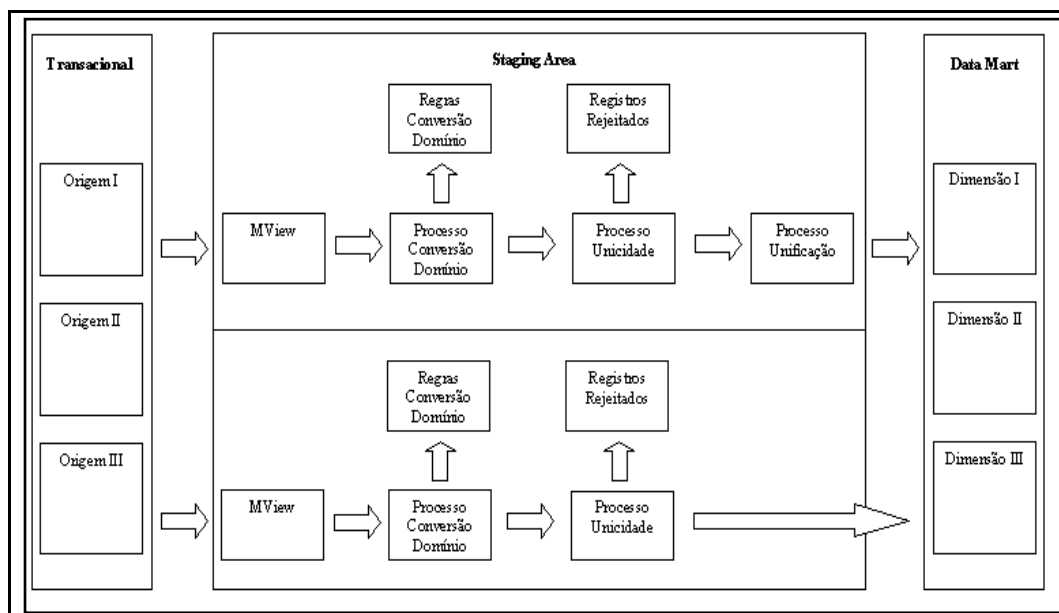 Transacional
Origem I
Origem II
Origem III
Staging Area
Regras
Conversão
Domínio
Registros
Rejeitados
MView
Processo
Conversão
Domínio
Processo
Unicidade
Processo
Unificação
Regras
Conversão
Domínio
Registros
Rejeitados
MView
Processo
Conversão
Domínio
Processo
Unicidade
Data Mart
Dimensão I
Dimensão II
Dimensão III